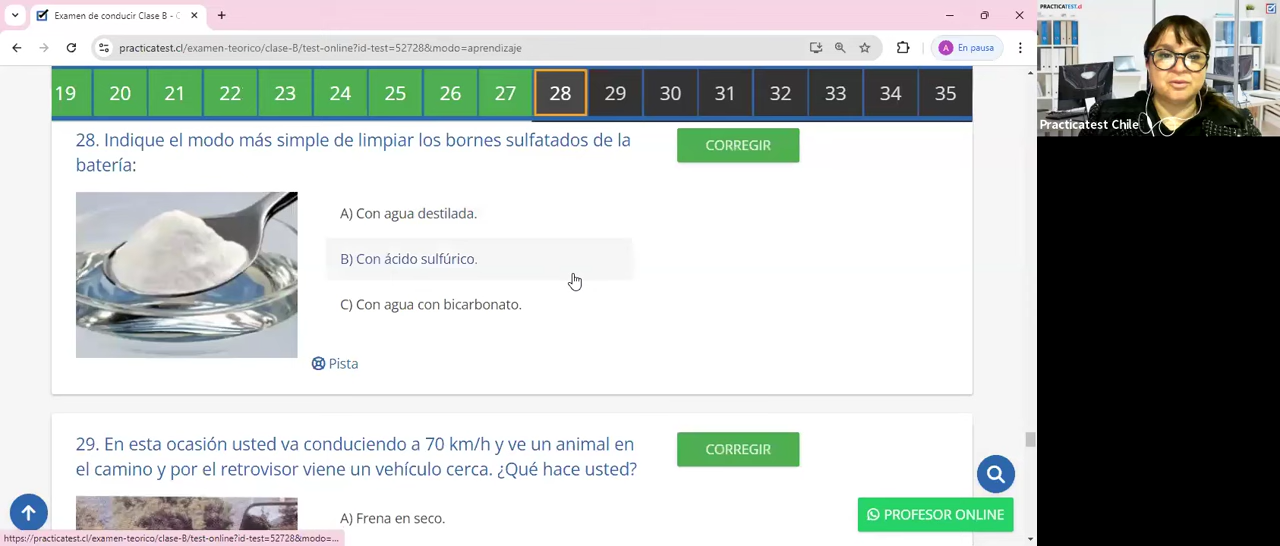 Examen de conducir Clase B - C
practicatest.cl/examen-teorico/clase-B/test-online?id-test=52728&modo=aprendizaje
A
En pausa
19 20 21 22 23 24 25 26 27 28 29 30 31 32 33 34 35
28. Indique el modo más simple de limpiar los bornes sulfatados de la
batería:
CORREGIR
A) Con agua destilada.
B) Con ácido sulfúrico.
C) Con agua con bicarbonato.
Pista
29. En esta ocasión usted va conduciendo a 70 km/h y ve un animal en
el camino y por el retrovisor viene un vehículo cerca. ¿Qué hace usted?
CORREGIR
A) Frena en seco.
PROFESOR ONLINE
https://practicatest.cl/examen-teorico/clase-B/test-online?id-test=52728&modo=...
PRACTICATEST.cl
Practicatest Chile